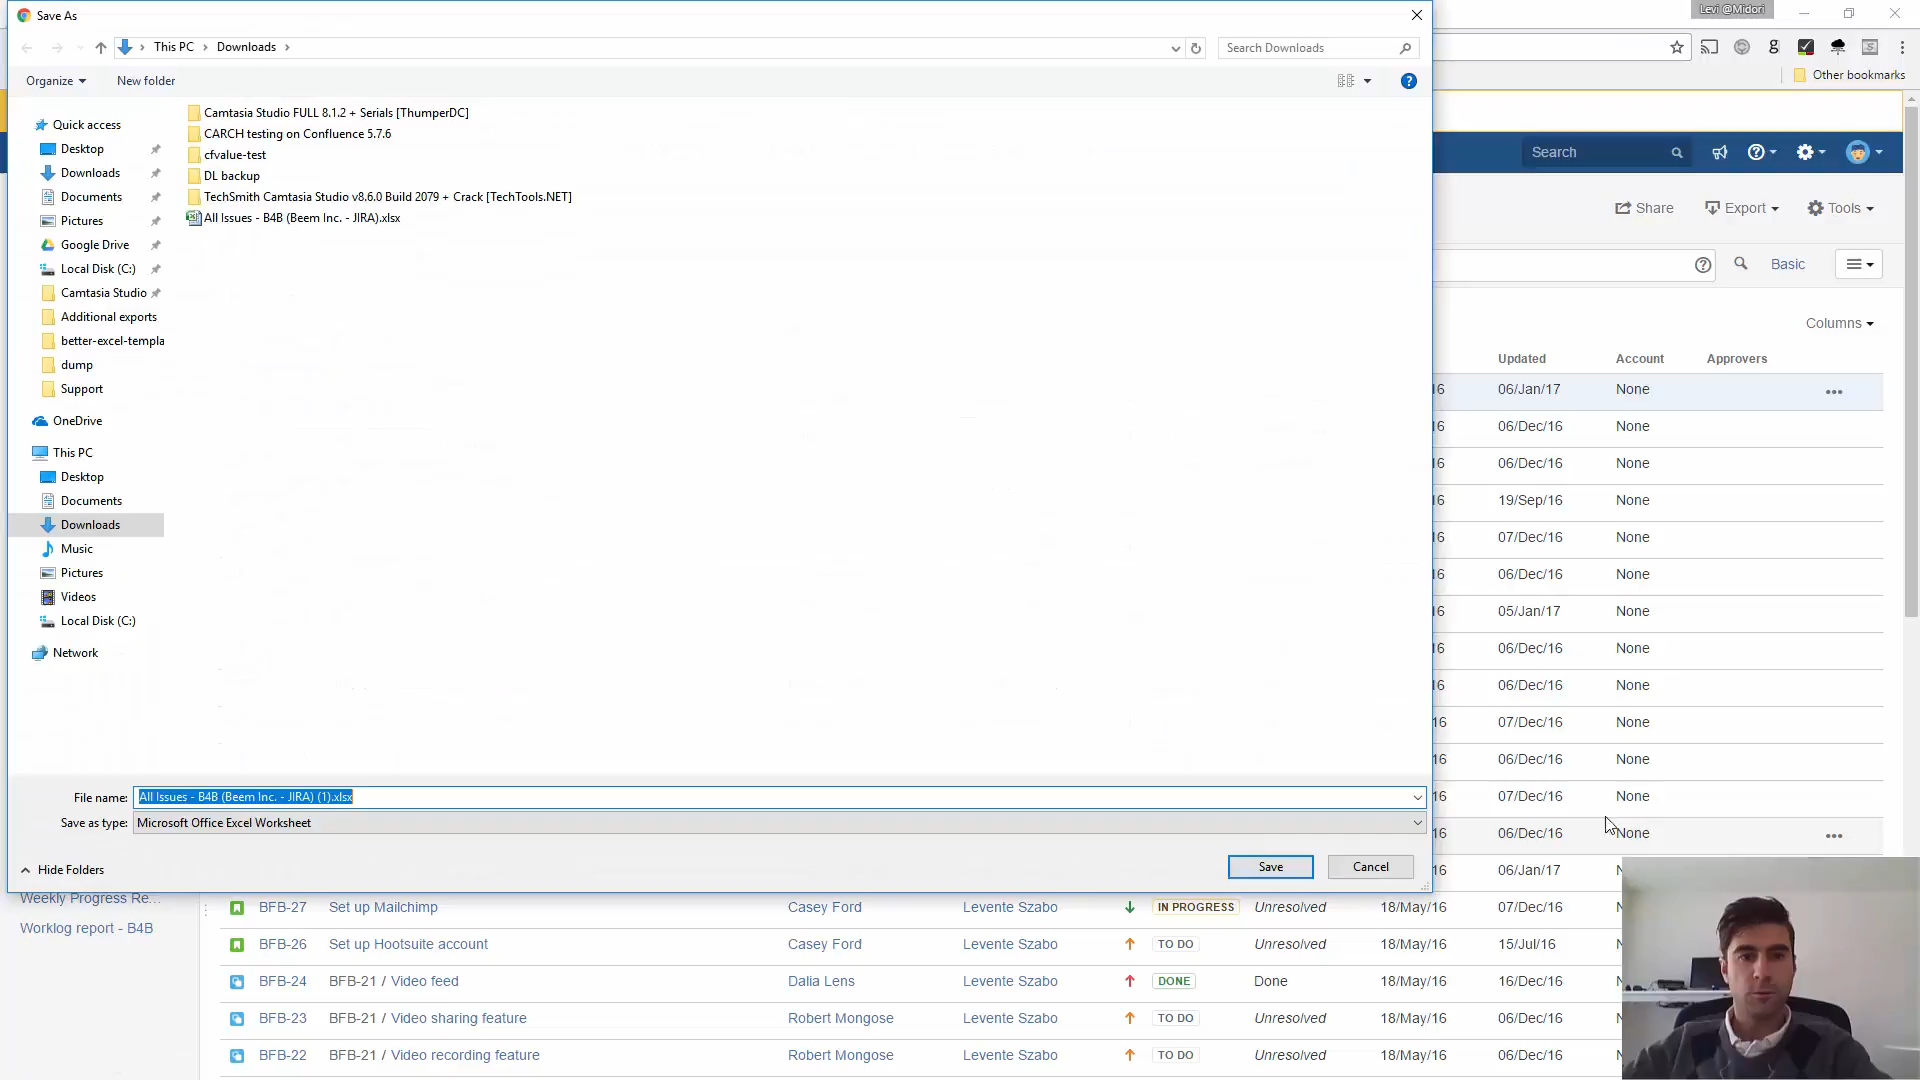 Save As
Levi @Midori
This PC
Downloads
Search Downloads
Organize
New folder
Other bookmarks
Quick access
Desktop
Downloads
Documents
Pictures
Google Drive
Local Disk (C:)
Camtasia Studio
Additional exports
better-excel-templa
dump
Support
OneDrive
This PC
Desktop
Documents
Downloads
Music
Pictures
Videos
Local Disk (C:)
Network
Camtasia Studio FULL 8.1.2 + Serials [ThumperDC]
CARCH testing on Confluence 5.7.6
cfvalue-test
DL backup
TechSmith Camtasia Studio v8.6.0 Build 2079 + Crack [TechTools.NET]
All Issues - B4B (Beem Inc. - JIRA).xlsx
File name: All Issues - B4B (Beem Inc. - JIRA) (1).xlsx
Save as type: Microsoft Office Excel Worksheet
Hide Folders
Save
Cancel
Search
Share
Export
Tools
Basic
Columns
Updated Account Approvers
16 06/Jan/17 None
16 06/Dec/16 None
16 06/Dec/16 None
16 19/Sep/16 None
16 07/Dec/16 None
16 06/Dec/16 None
16 05/Jan/17 None
16 06/Dec/16 None
16 06/Dec/16 None
16 07/Dec/16 None
16 06/Dec/16 None
16 07/Dec/16 None
16 06/Dec/16 None
16 06/Jan/17
Weekly Progress Re...
Worklog report - B4B
BFB-27 Set up Mailchimp Casey Ford Levente Szabo IN PROGRESS Unresolved 18/May/16 07/Dec/16
BFB-26 Set up Hootsuite account Casey Ford Levente Szabo TO DO Unresolved 18/May/16 15/Jul/16
BFB-24 BFB-21 / Video feed Dalia Lens Levente Szabo DONE Done 18/May/16 16/Dec/16
BFB-23 BFB-21 / Video sharing feature Robert Mongose Levente Szabo TO DO Unresolved 18/May/16 06/Dec/16
BFB-22 BFB-21 / Video recording feature Robert Mongose Levente Szabo TO DO Unresolved 18/May/16 06/Dec/16